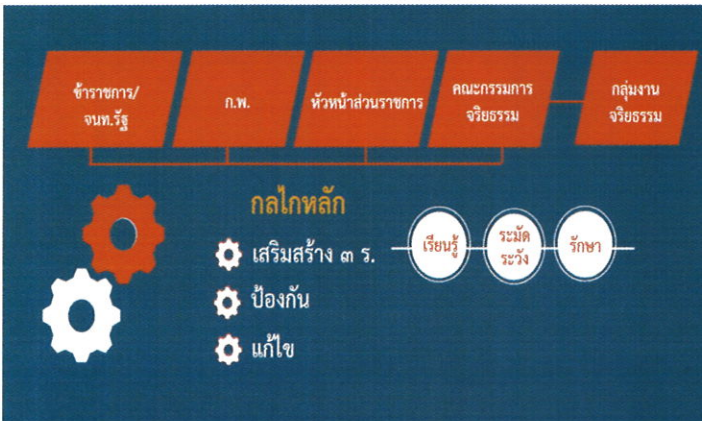 ข้าราชการ/
จนท.รัฐ
ก.พ.
หัวหน้าส่วนราชการ
คณะกรรมการ
จริยธรรม
กลุ่มงาน
จริยธรรม
กลไกหลัก
เสริมสร้าง ๓ ร.
เรียนรู้
ระมัด
ระวัง
รักษา
ป้องกัน
แก้ไข